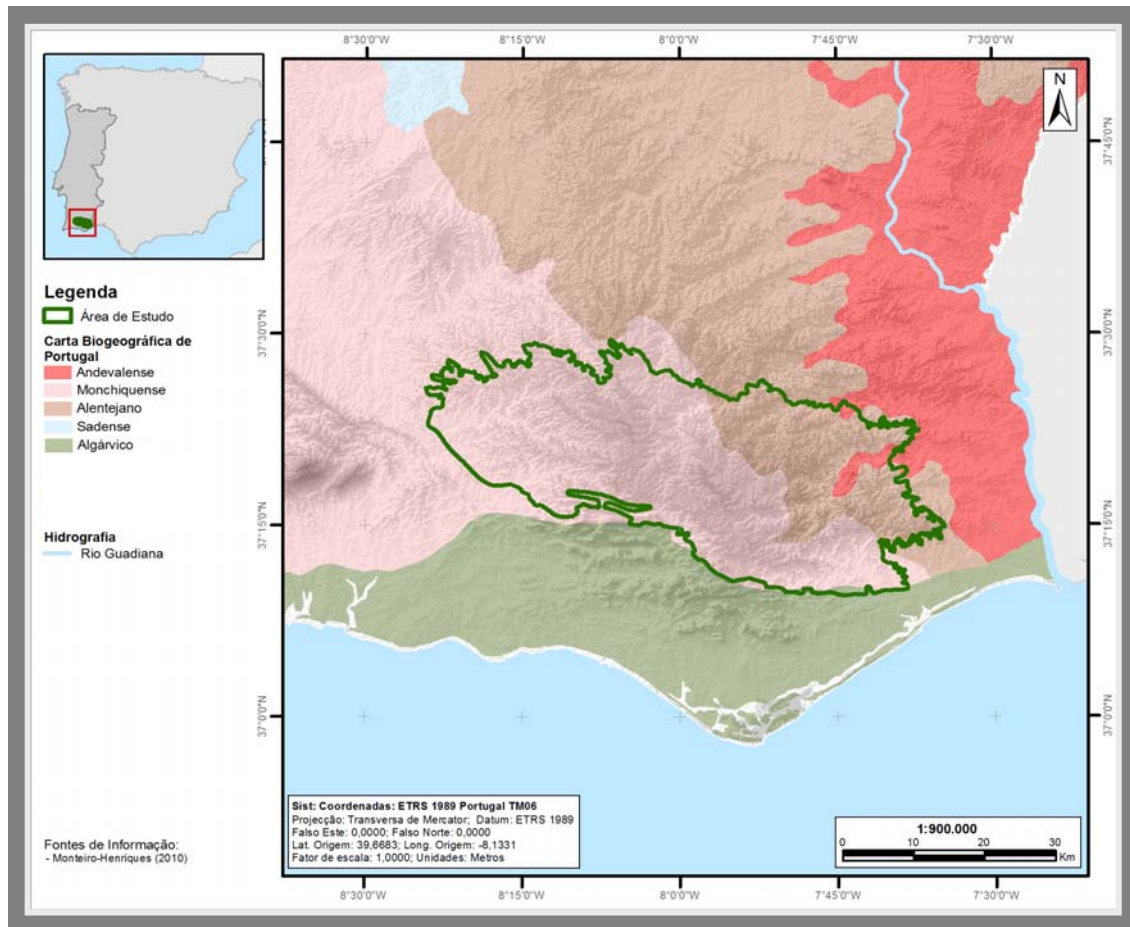 8°30'0"W 8°15'0"W 8°0'0"W 7°45'0"W 7°30'0"W
N
37°45'0"N 37°45'0"N
Legenda
Área de Estudo
Carta Biogeográfica de
Portugal
Andevalense
Monchiquense
Alentejano
Sadense
Algárvico
37°30'0"N 37°30'0"N
37°15'0"N 37°15'0"N
Hidrografia
Rio Guadiana
37°0'0"N 37°0'0"N
Sist: Coordenadas: ETRS 1989 Portugal TM06
Projecção: Transversa de Mercator; Datum: ETRS 1989
Falso Este: 0,0000; Falso Norte: 0,0000
Lat. Origem: 39,6683; Long. Origem: -8,1331
Fator de escala: 1,0000; Unidades: Metros
1:900.000
0 10 20 30
Km
Fontes de Informação:
- Monteiro-Henriques (2010)
8°30'0"W 8°15'0"W 8°0'0"W 7°45'0"W 7°30'0"W